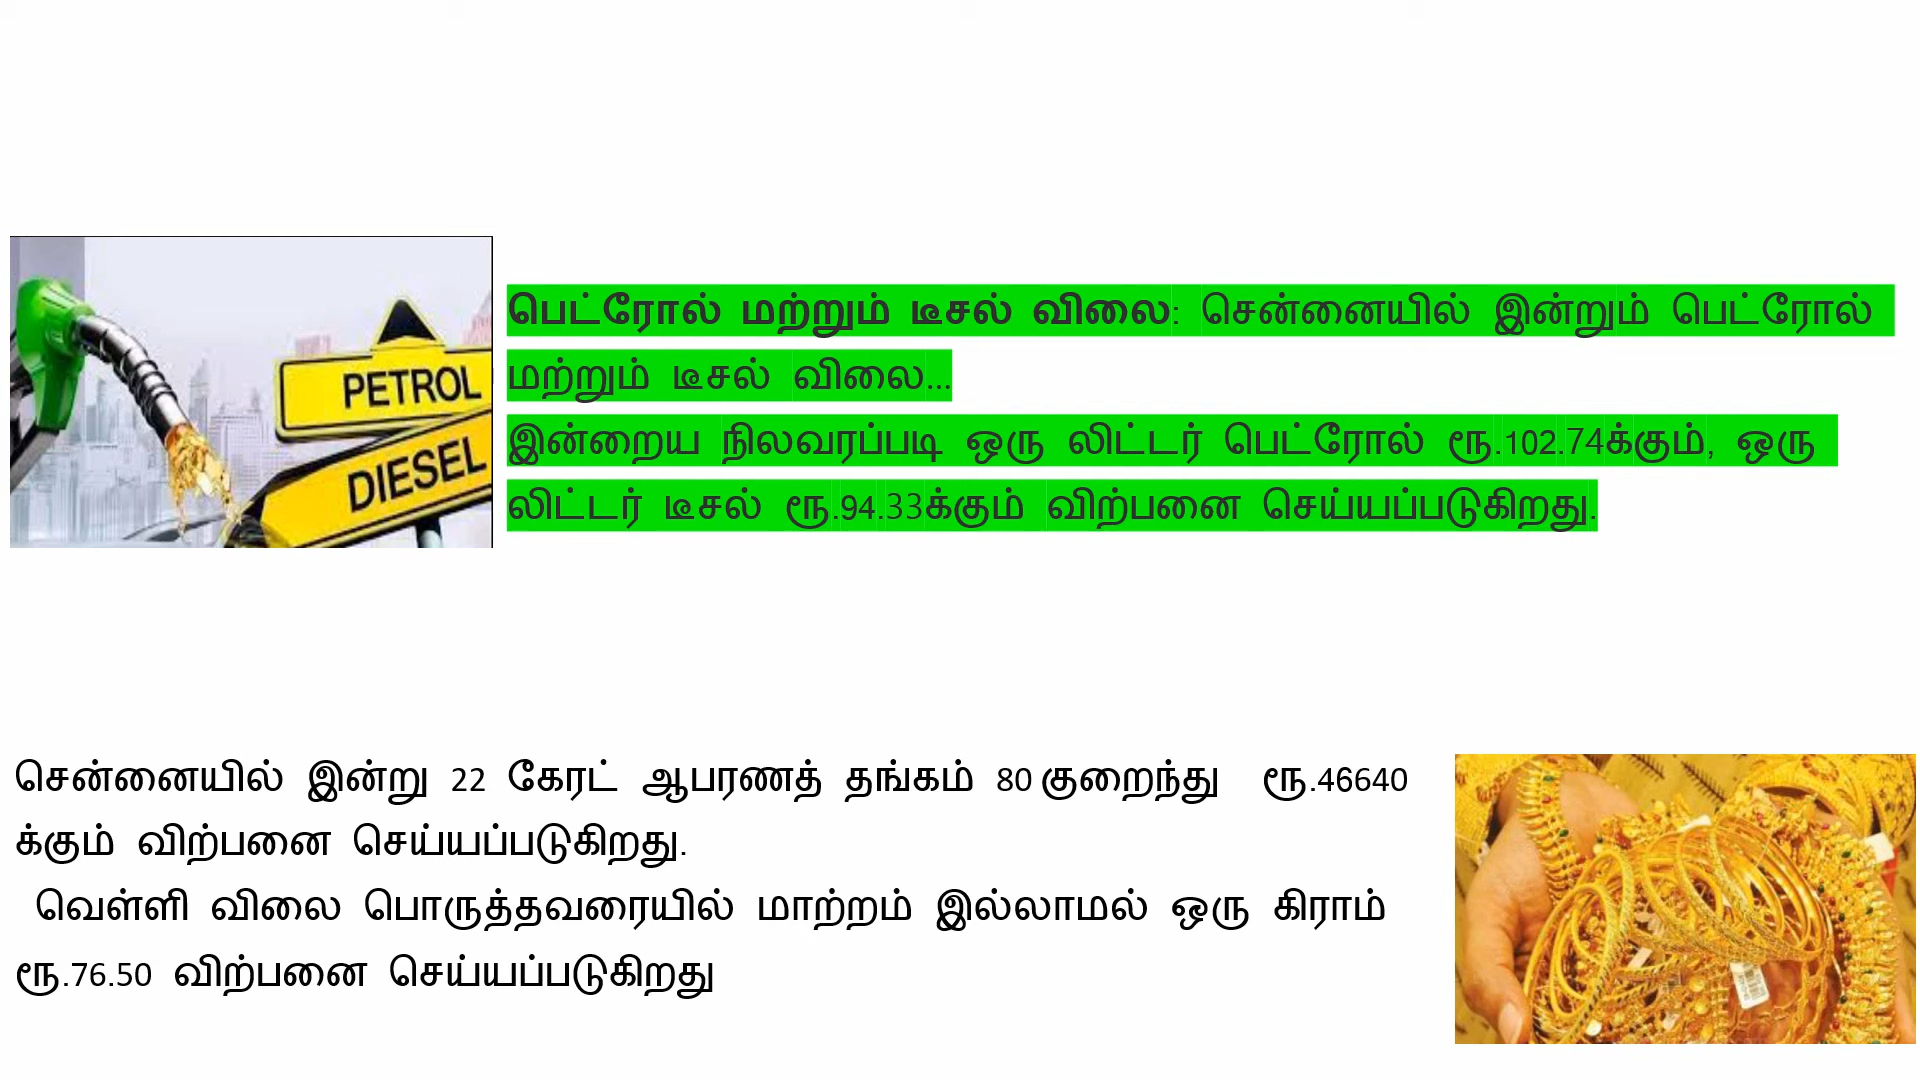 PETROL
DIESEL
பெட்ரோல் மற்றும் டீசல் விலை: சென்னையில் இன்றும் பெட்ரோல்
மற்றும் டீசல் விலை...
இன்றைய நிலவரப்படி ஒரு லிட்டர் பெட்ரோல் ரூ.102.74க்கும், ஒரு
லிட்டர் டீசல் ரூ.94.33க்கும் விற்பனை செய்யப்படுகிறது.
சென்னையில் இன்று 22 கேரட் ஆபரணத் தங்கம் 80 குறைந்து ரூ.46640
க்கும் விற்பனை செய்யப்படுகிறது.
வெள்ளி விலை பொருத்தவரையில் மாற்றம் இல்லாமல் ஒரு கிராம்
ரூ.76.50 விற்பனை செய்யப்படுகிறது